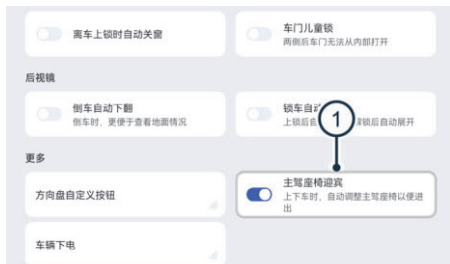 离车上锁时自动关窗
车门儿童锁
两侧后车门无法从内部打开
后视镜
倒车自动下翻
倒车时，更便于查看地面情况
锁车自
上锁后自 锁后自动展开
1
更多
方向盘自定义按钮
主驾座椅迎宾
上下车时，自动调整主驾座椅以便进
出
车辆下电